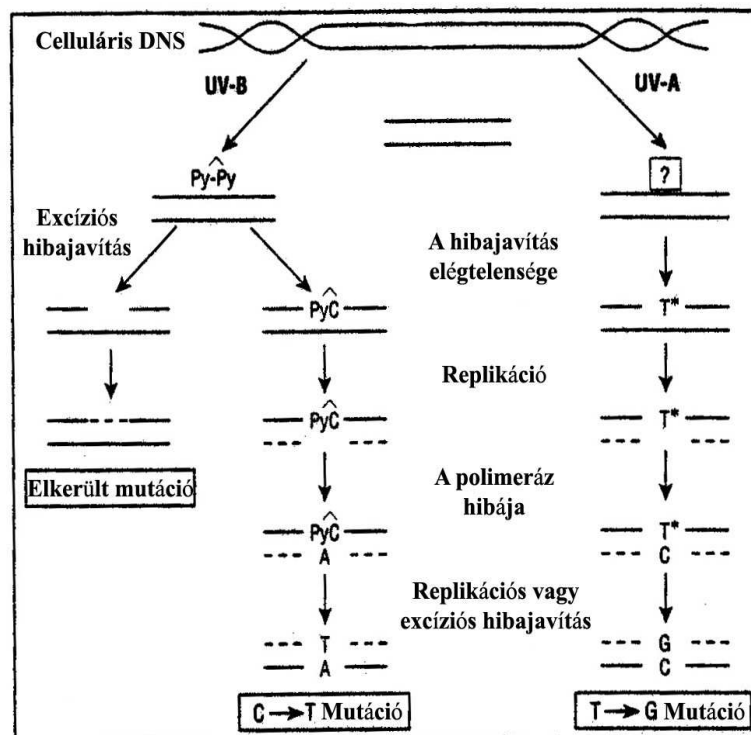 Celluláris DNS
UV-B
UV-A
Py-Py
?
Excíziós
hibajavítás
A hibajavítás
elégtelensége
PyC
T*
Replikáció
PyC
T*
Elkerült mutáció
A polimeráz
hibája
PyC
T*
A
C
Replikációs vagy
excíziós hibajavítás
T
G
A
C
C → T Mutáció
T → G Mutáció